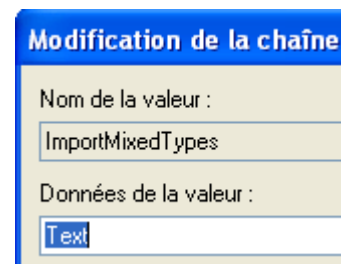 Modification de la chaîne
Nom de la valeur :
ImportMixedTypes
Données de la valeur :
Text